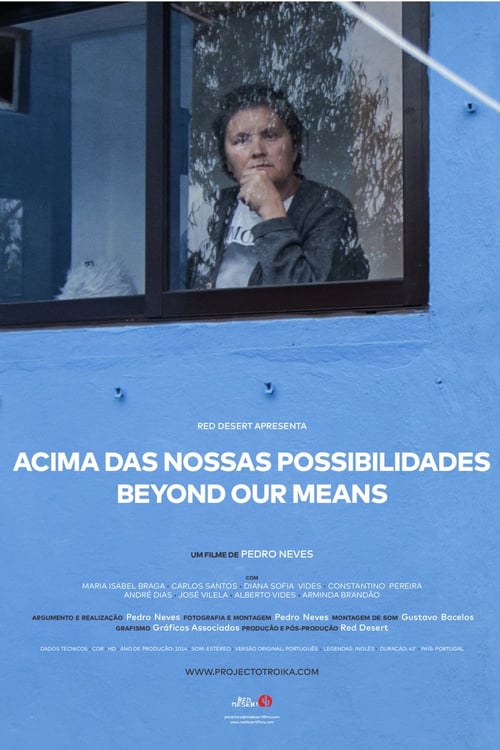 MO
RED DESERT APRESENTA
ACIMA DAS NOSSAS POSSIBILIDADES
BEYOND OUR MEANS
UM FILME DE PEDRO NEVES
COM
MARIA ISABEL BRAGA · CARLOS SANTOS · DIANA SOFIA VIDES · CONSTANTINO PEREIRA
ANDRÉ DIAS · JOSÉ VILELA · ALBERTO VIDES · ARMINDA BRANDÃO
ARGUMENTO E REALIZAÇÃO Pedro Neves FOTOGRAFIA E MONTAGEM Pedro Neves MONTAGEM DE SOM Gustavo Bacelos
GRAFISMO Gráficos Associados PRODUÇÃO E PÓS-PRODUÇÃO Red Desert
DADOS TÉCNICOS · COR · HD · ANO DE PRODUÇÃO: 2014 · SOM: ESTÉREO · VERSÃO ORIGINAL: PORTUGUÊS · LEGENDAS: INGLÊS · DURAÇÃO: 43' · PAÍS: PORTUGAL
WWW.PROJECTOTROIKA.COM
RED
DESERT
www.reddesertfilms.com